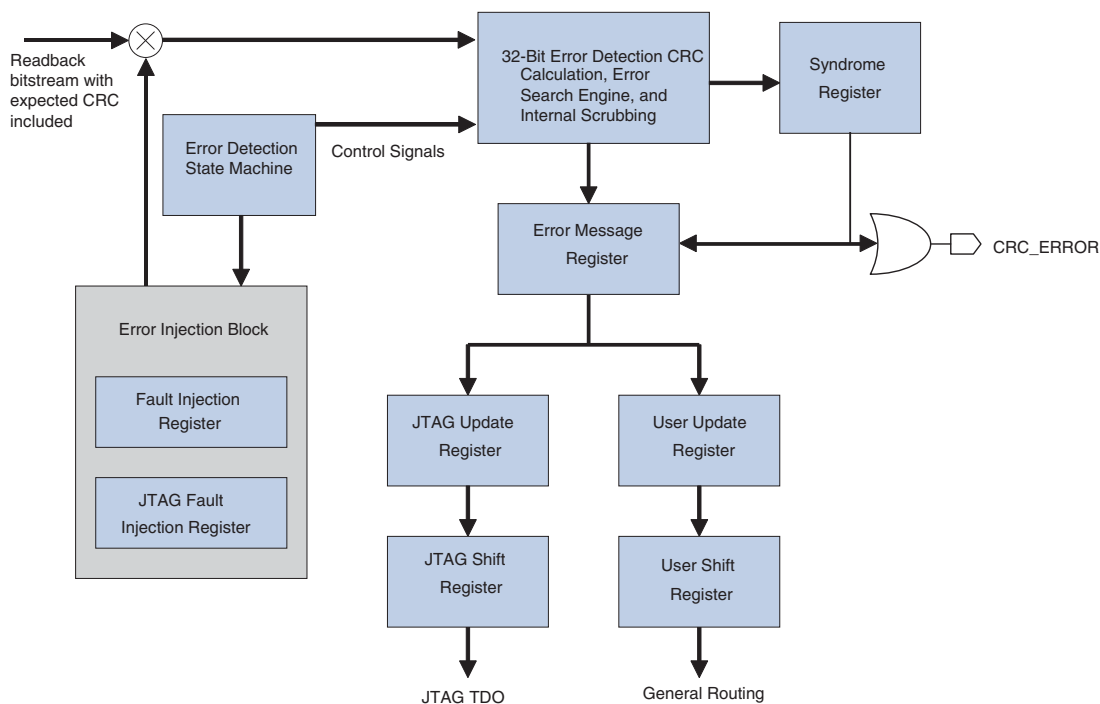 Readback
bitstream with
expected CRC
included
32-Bit Error Detection CRC
Calculation, Error
Search Engine, and
Internal Scrubbing
Syndrome
Register
Error Detection
State Machine
Control Signals
Error Message
Register
CRC_ERROR
Error Injection Block
Fault Injection
Register
JTAG Fault
Injection Register
JTAG Update
Register
User Update
Register
JTAG Shift
Register
User Shift
Register
JTAG TDO
General Routing